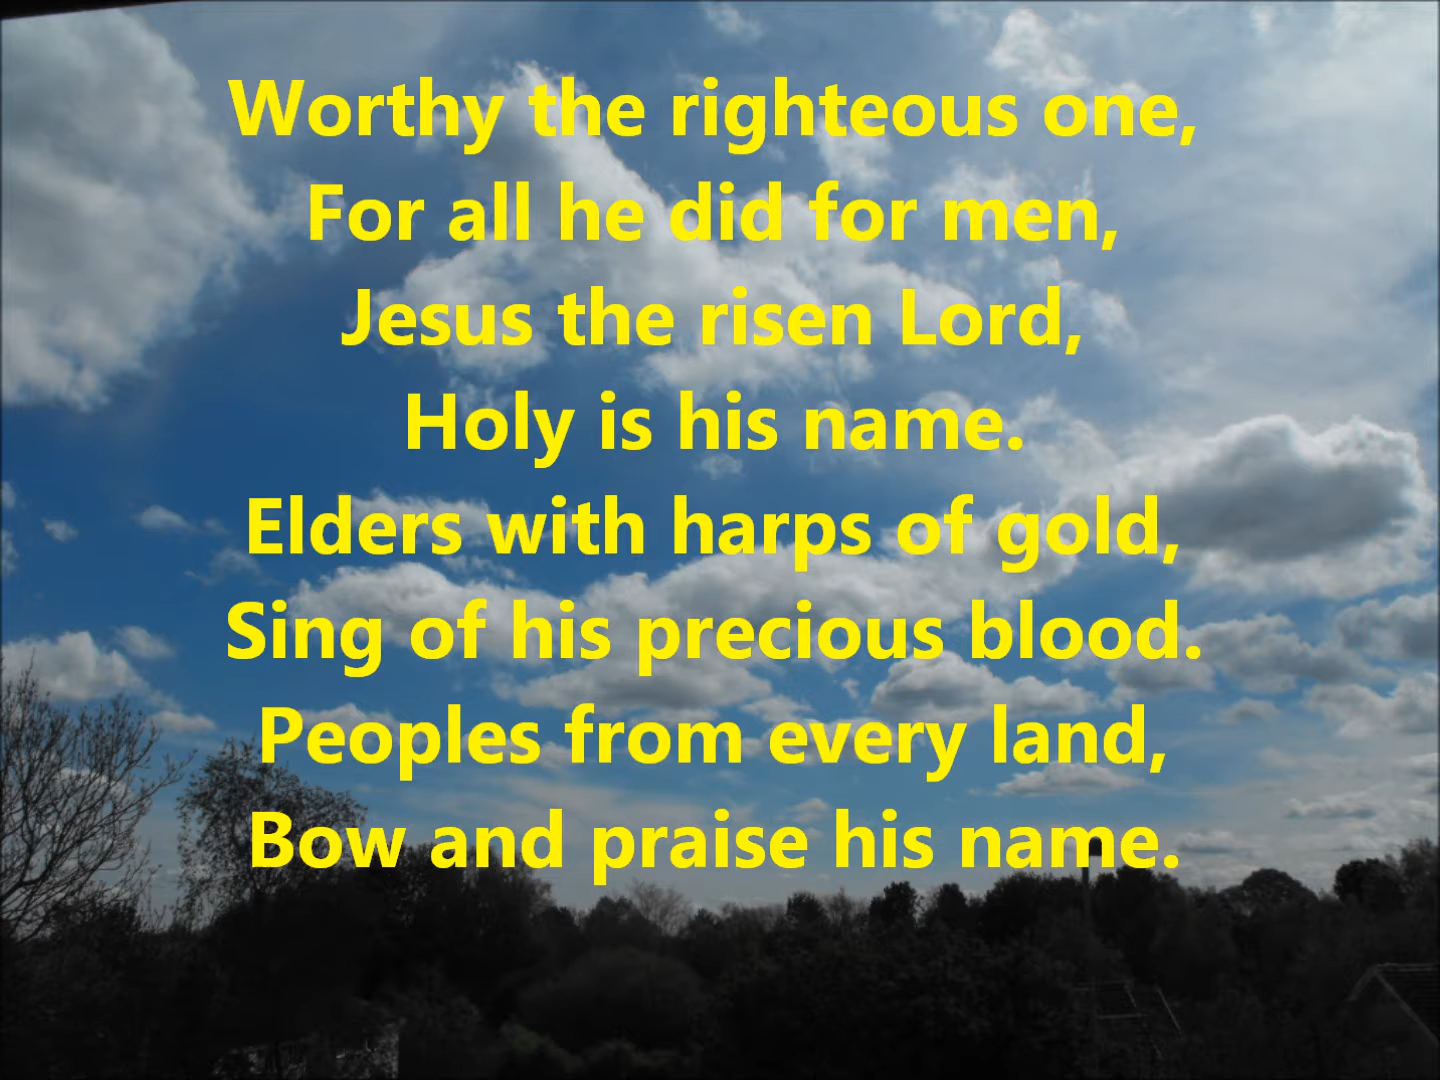 Worthy the righteous one,
For all he did for men,
Jesus the risen Lord,
Holy is his name.
Elders with harps of gold,
Sing of his precious blood.
Peoples from every land,
Bow and praise his name.